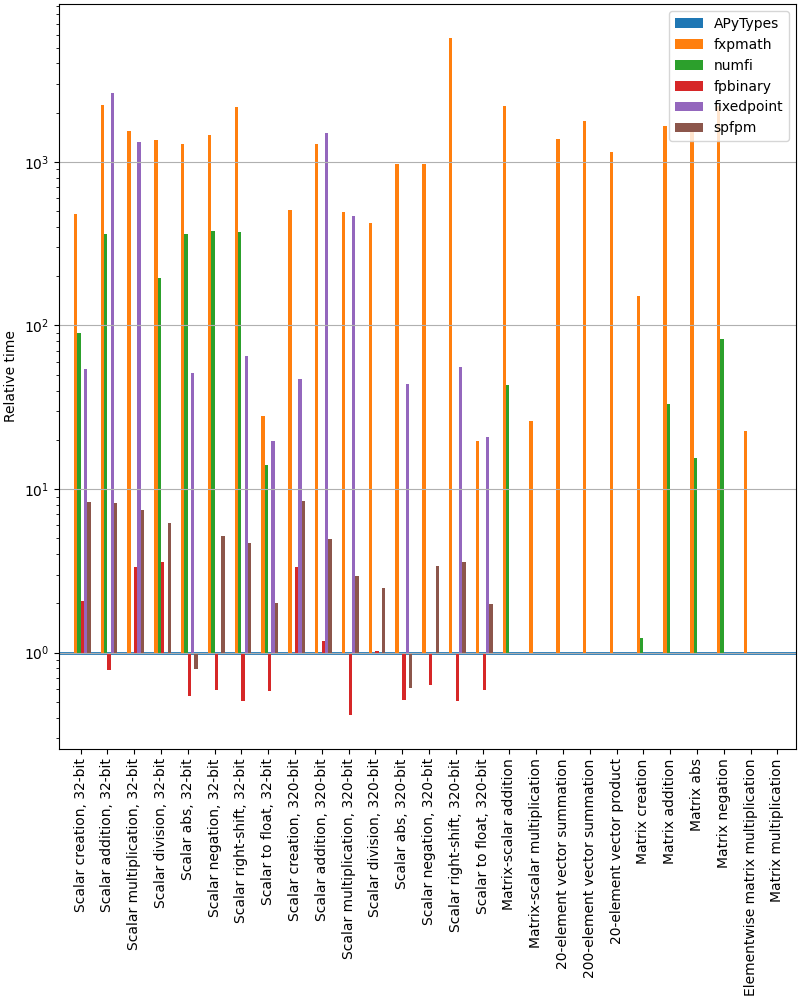 APyTypes
fxpmath
numfi
fpbinary
fixedpoint
spfpm
Relative time
10³
10²
10¹
10⁰
Scalar creation, 32-bit
Scalar addition, 32-bit
Scalar multiplication, 32-bit
Scalar division, 32-bit
Scalar abs, 32-bit
Scalar negation, 32-bit
Scalar right-shift, 32-bit
Scalar to float, 32-bit
Scalar creation, 320-bit
Scalar addition, 320-bit
Scalar multiplication, 320-bit
Scalar division, 320-bit
Scalar abs, 320-bit
Scalar negation, 320-bit
Scalar right-shift, 320-bit
Scalar to float, 320-bit
Matrix-scalar addition
Matrix-scalar multiplication
20-element vector summation
200-element vector summation
20-element vector product
Matrix creation
Matrix addition
Matrix abs
Matrix negation
Elementwise matrix multiplication
Matrix multiplication